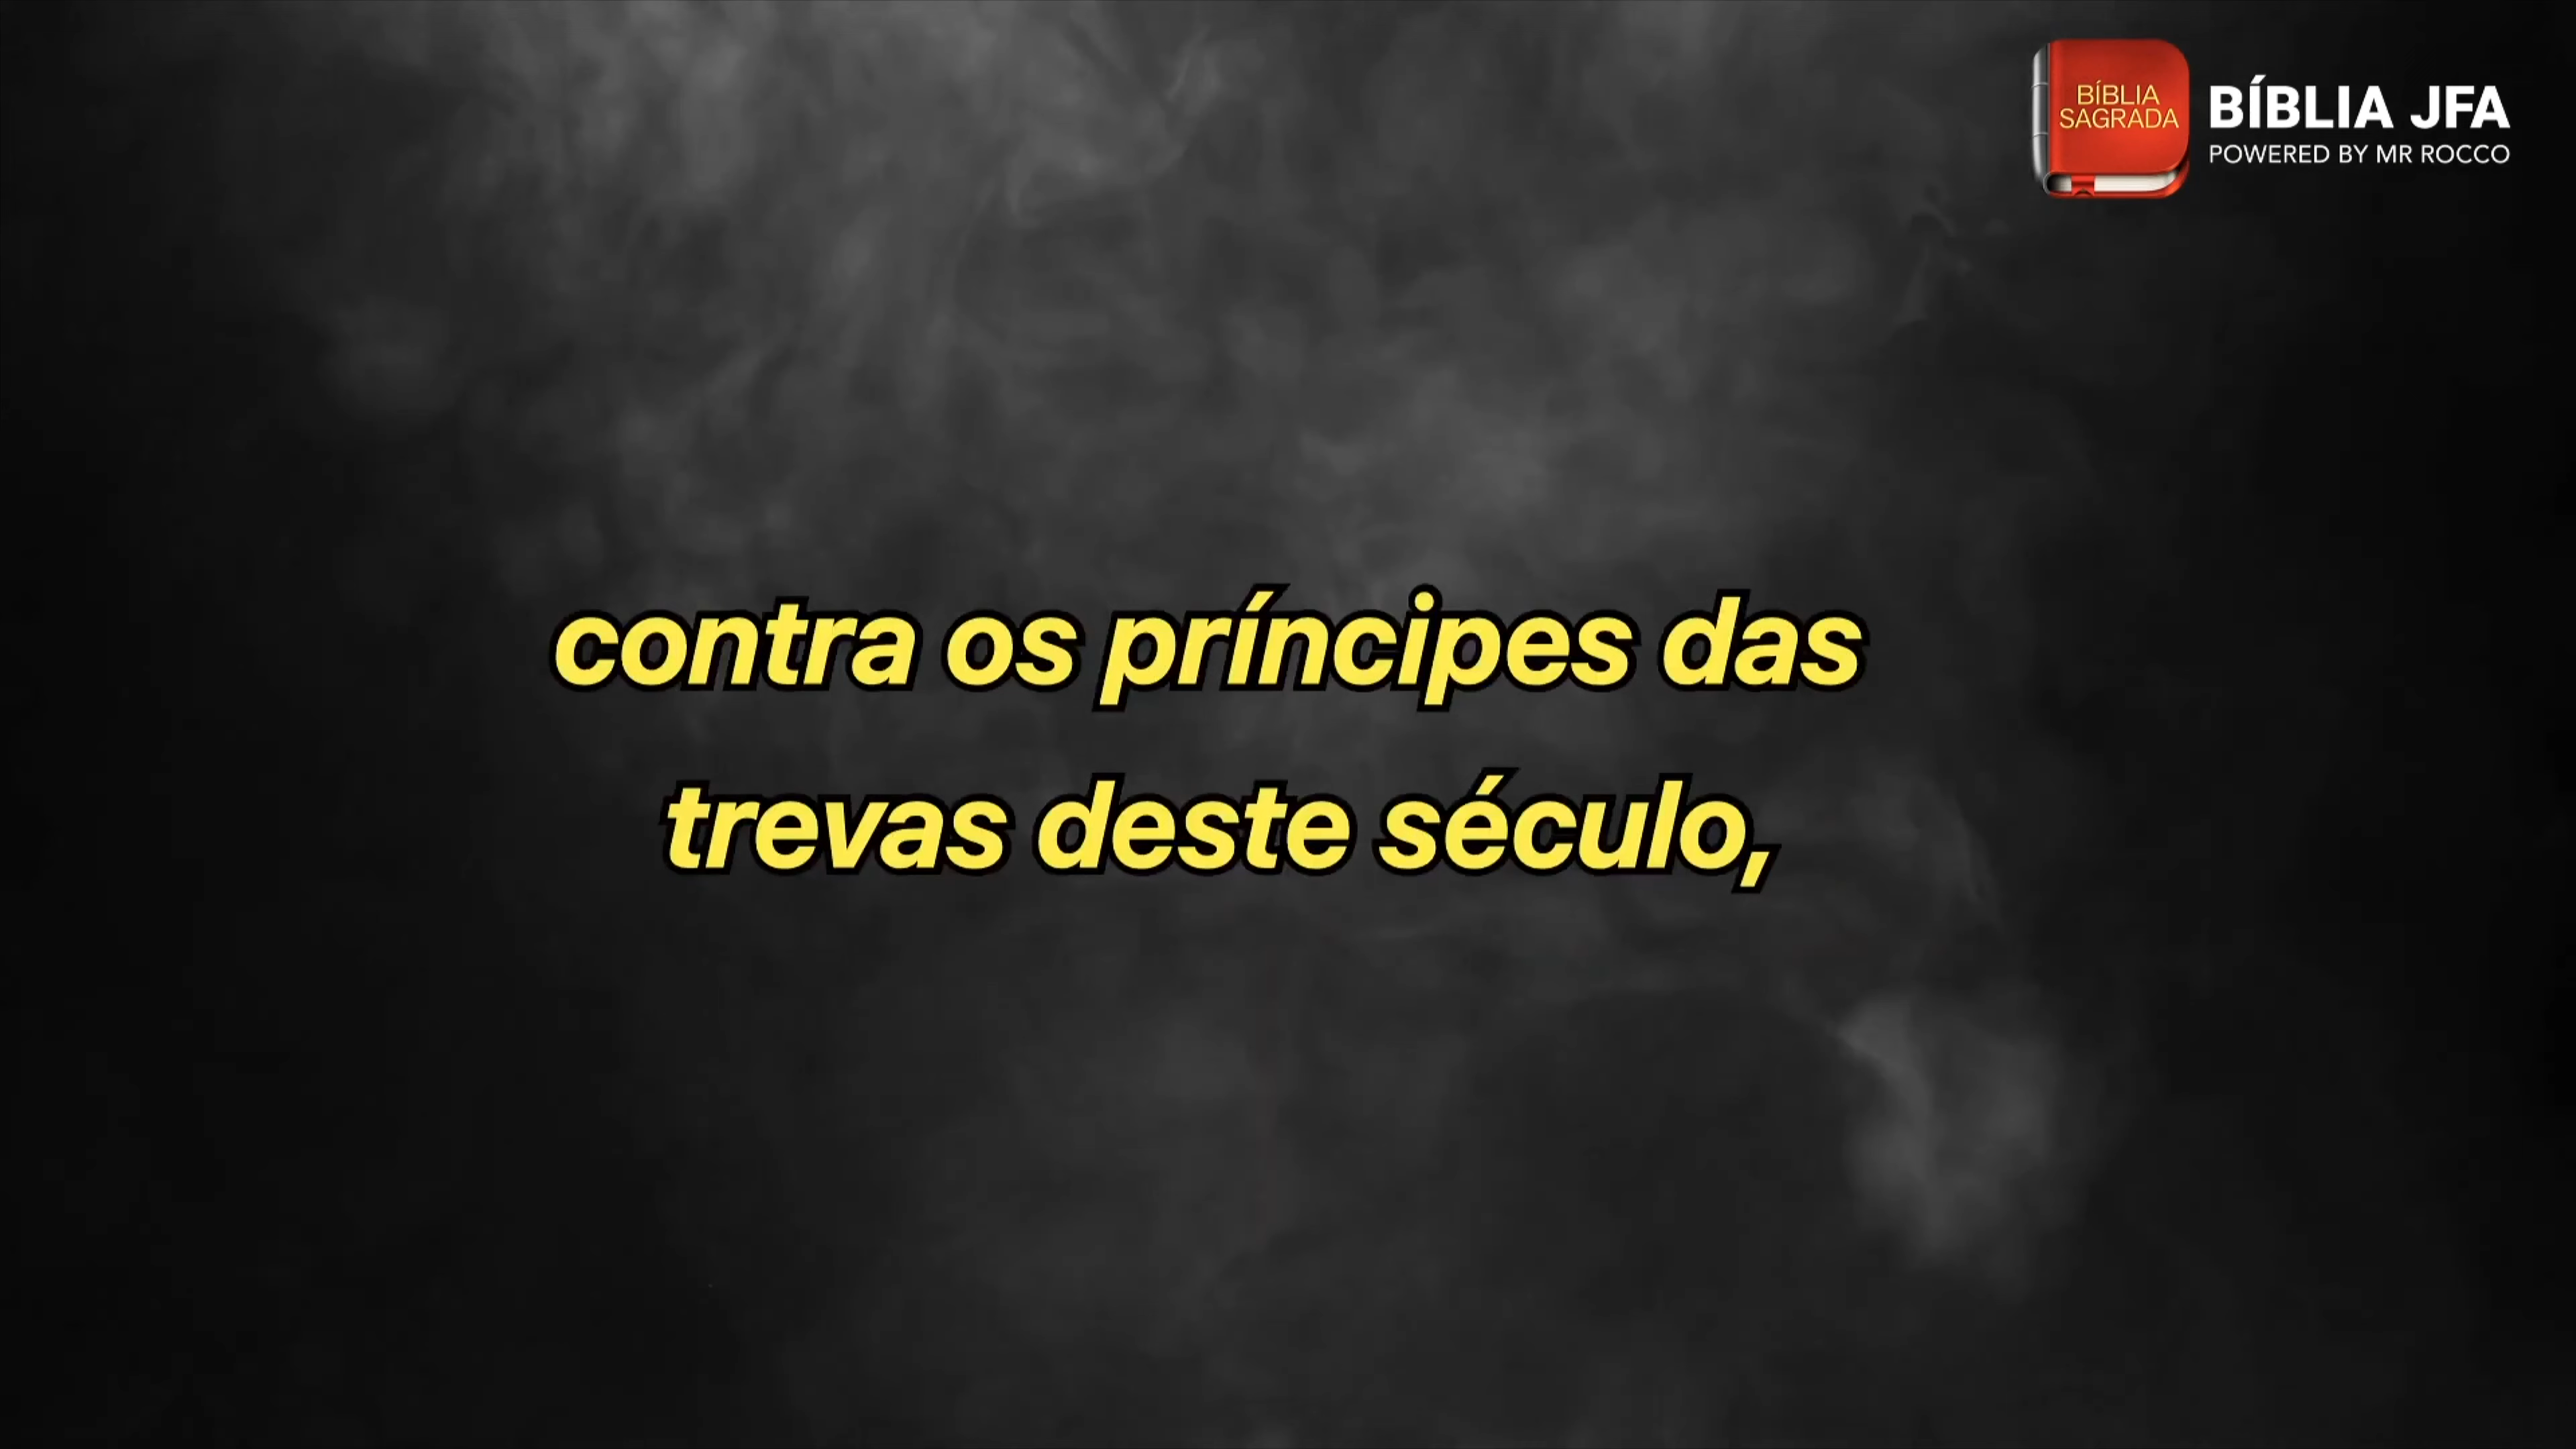 BÍBLIA
SAGRADA
BÍBLIA JFA
POWERED BY MR ROCCO
contra os príncipes das
trevas deste século,